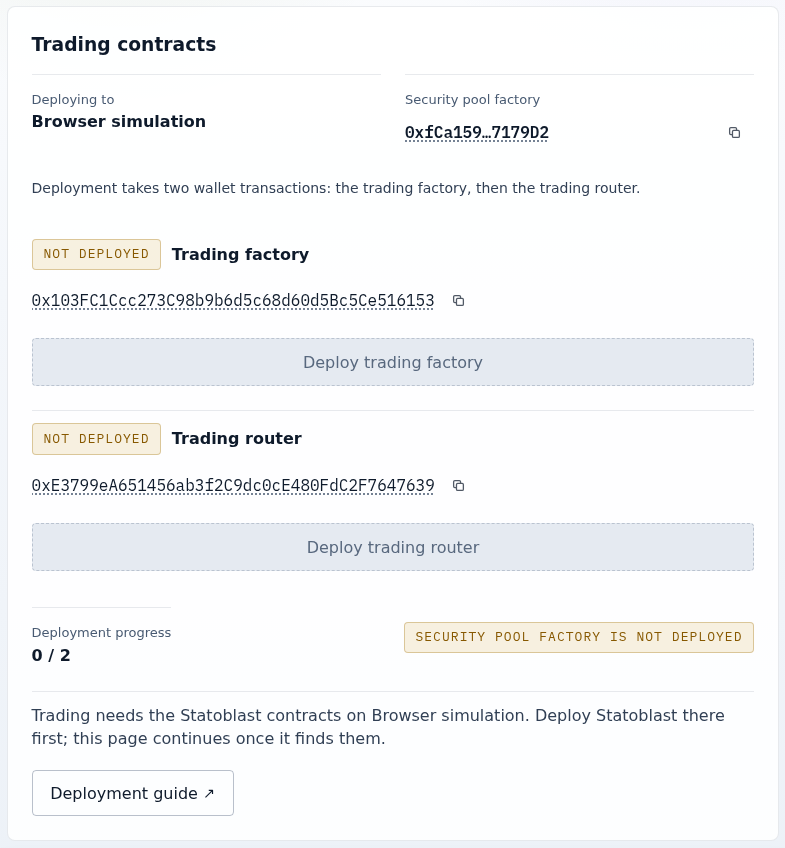 Trading contracts
Deploying to
Browser simulation
Security pool factory
0xfCa159…7179D2
Deployment takes two wallet transactions: the trading factory, then the trading router.
NOT DEPLOYED
Trading factory
0x103FC1Ccc273C98b9b6d5c68d60d5Bc5Ce516153
Deploy trading factory
NOT DEPLOYED
Trading router
0xE3799eA651456ab3f2C9dc0cE480FdC2F7647639
Deploy trading router
Deployment progress
0 / 2
SECURITY POOL FACTORY IS NOT DEPLOYED
Trading needs the Statoblast contracts on Browser simulation. Deploy Statoblast there
first; this page continues once it finds them.
Deployment guide ↗